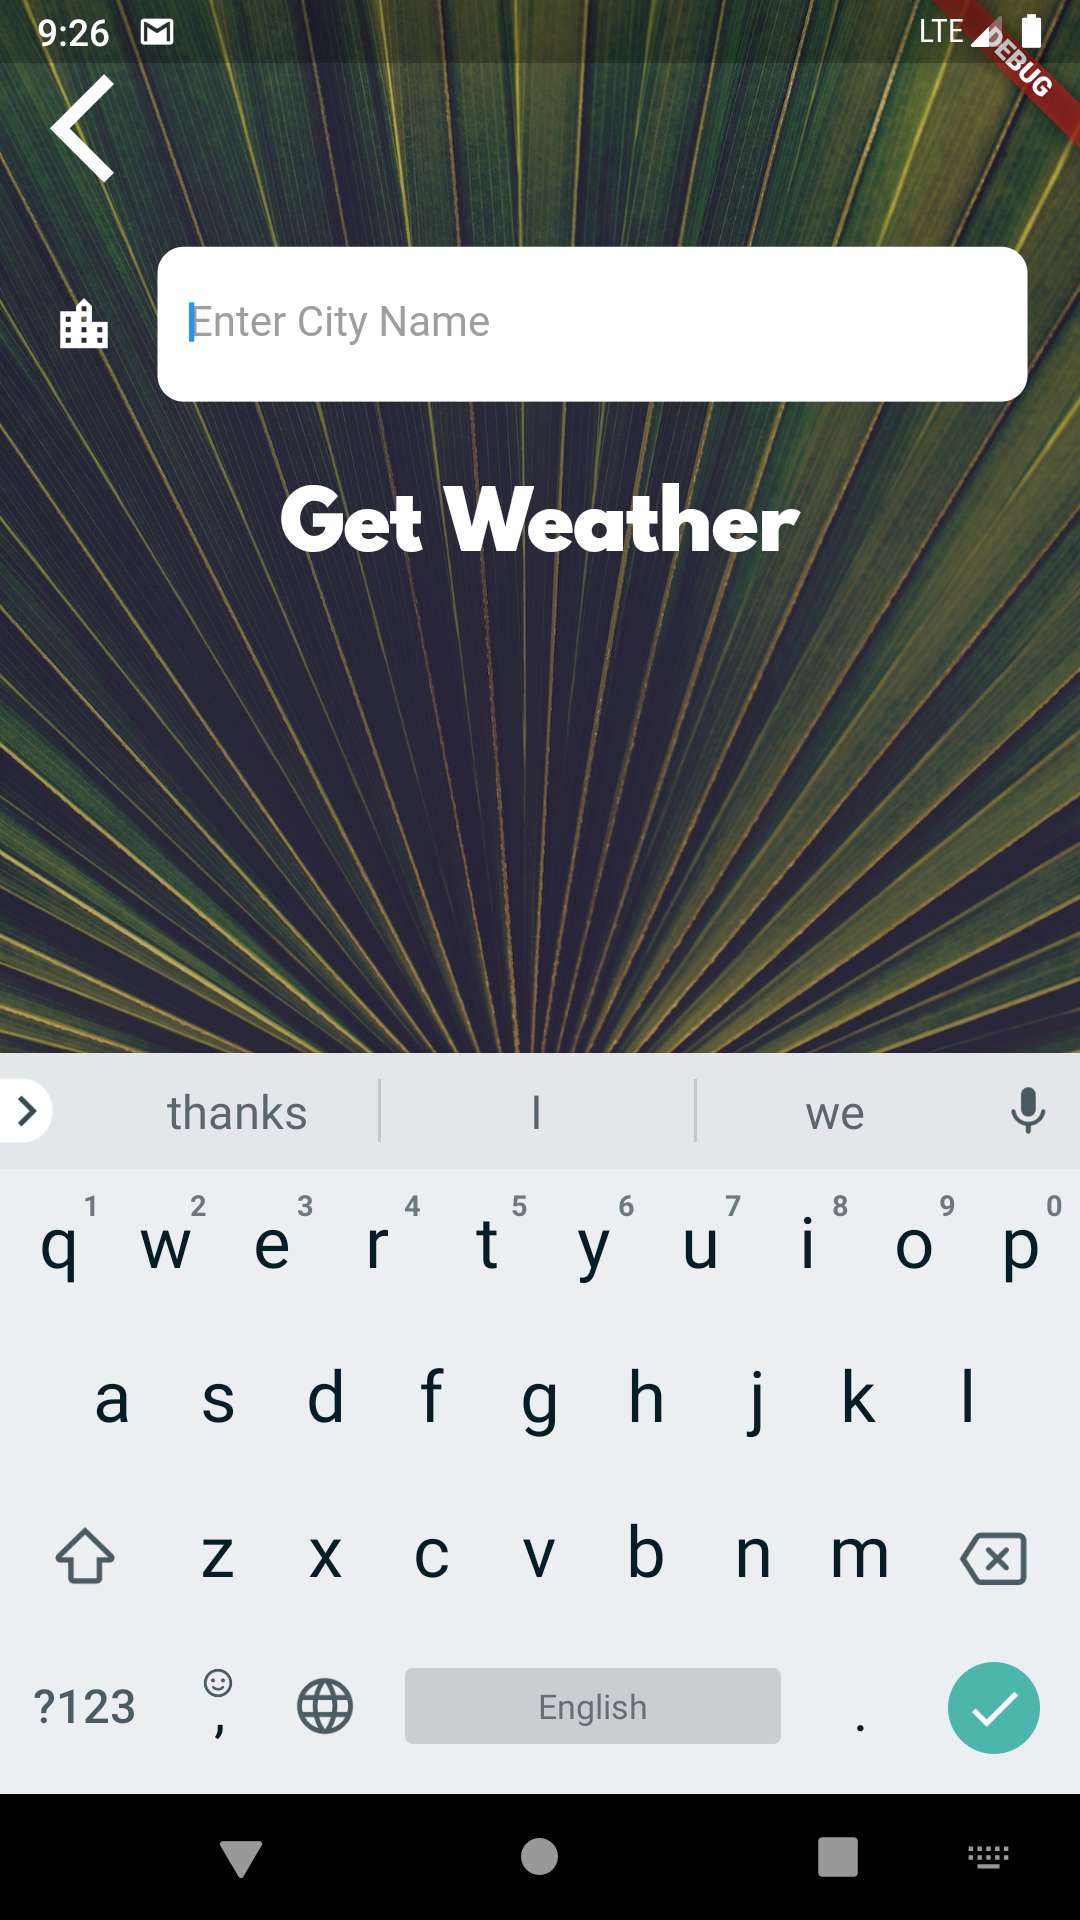 9:26 LTE
DEBUG
Enter City Name
Get Weather
thanks I we
1 2 3 4 5 6 7 8 9 0
q w e r t y u i o p
a s d f g h j k l
z x c v b n m
?123 , English .